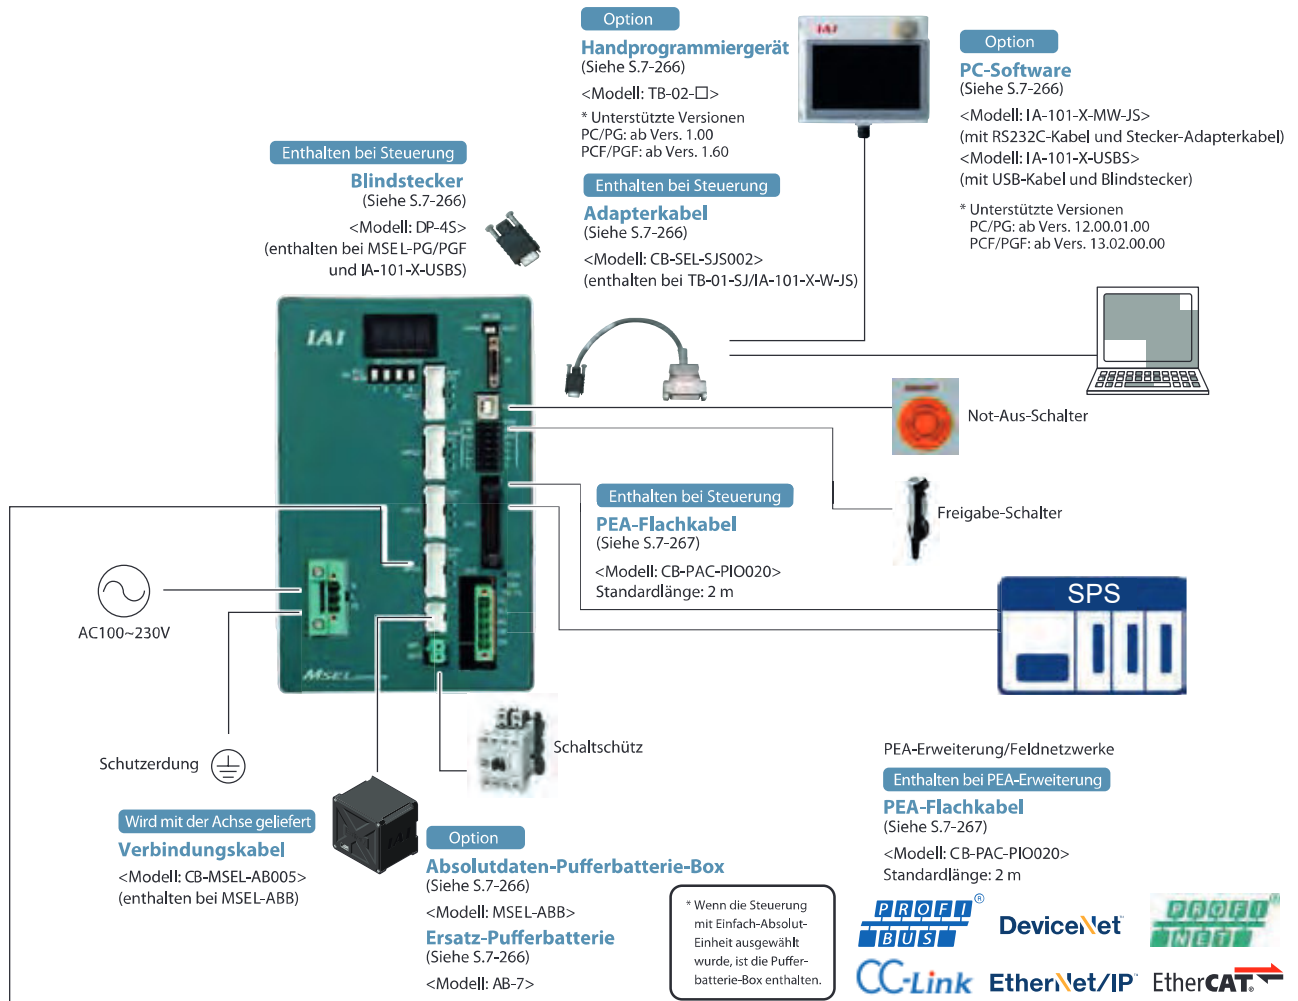 Option
Handprogrammiergerät
(Siehe S.7-266)
<Modell: TB-02-□>
* Unterstützte Versionen
PC/PG: ab Vers. 1.00
PCF/PGF: ab Vers. 1.60
IAI
Option
PC-Software
(Siehe S.7-266)
<Modell: IA-101-X-MW-JS>
(mit RS232C-Kabel und Stecker-Adapterkabel)
<Modell: IA-101-X-USBS>
(mit USB-Kabel und Blindstecker)
* Unterstützte Versionen
PC/PG: ab Vers. 12.00.01.00
PCF/PGF: ab Vers. 13.02.00.00
Enthalten bei Steuerung
Blindstecker
(Siehe S.7-266)
<Modell: DP-4S>
(enthalten bei MSEL-PG/PGF
und IA-101-X-USBS)
Enthalten bei Steuerung
Adapterkabel
(Siehe S.7-266)
<Modell: CB-SEL-SJS002>
(enthalten bei TB-01-SJ/IA-101-X-W-JS)
IAI
Not-Aus-Schalter
Enthalten bei Steuerung
PEA-Flachkabel
(Siehe S.7-267)
<Modell: CB-PAC-PIO020>
Standardlänge: 2 m
Freigabe-Schalter
SPS
AC100~230V
MSEL
Schutzerdung
Schaltschütz
Wird mit der Achse geliefert
Verbindungskabel
<Modell: CB-MSEL-AB005>
(enthalten bei MSEL-ABB)
IAI
Option
Absolutdaten-Pufferbatterie-Box
(Siehe S.7-266)
<Modell: MSEL-ABB>
Ersatz-Pufferbatterie
(Siehe S.7-266)
<Modell: AB-7>
* Wenn die Steuerung
mit Einfach-Absolut-
Einheit ausgewählt
wurde, ist die Puffer-
batterie-Box enthalten.
PEA-Erweiterung/Feldnetzwerke
Enthalten bei PEA-Erweiterung
PEA-Flachkabel
(Siehe S.7-267)
<Modell: CB-PAC-PIO020>
Standardlänge: 2 m
PROFI
BUS
®
DeviceNet
PROFI
NET
®
CC-Link
EtherNet/IP
EtherCAT®